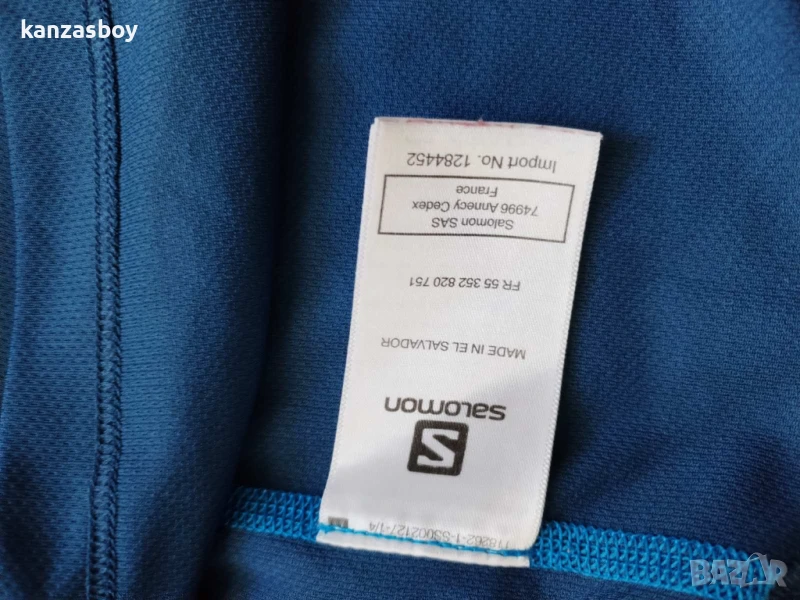 kanzasboy
salomon
MADE IN EL SALVADOR
FR 55 352 820 751
Salomon SAS
74996 Annecy Cedex
France
Import No. 1284452
BAZAR